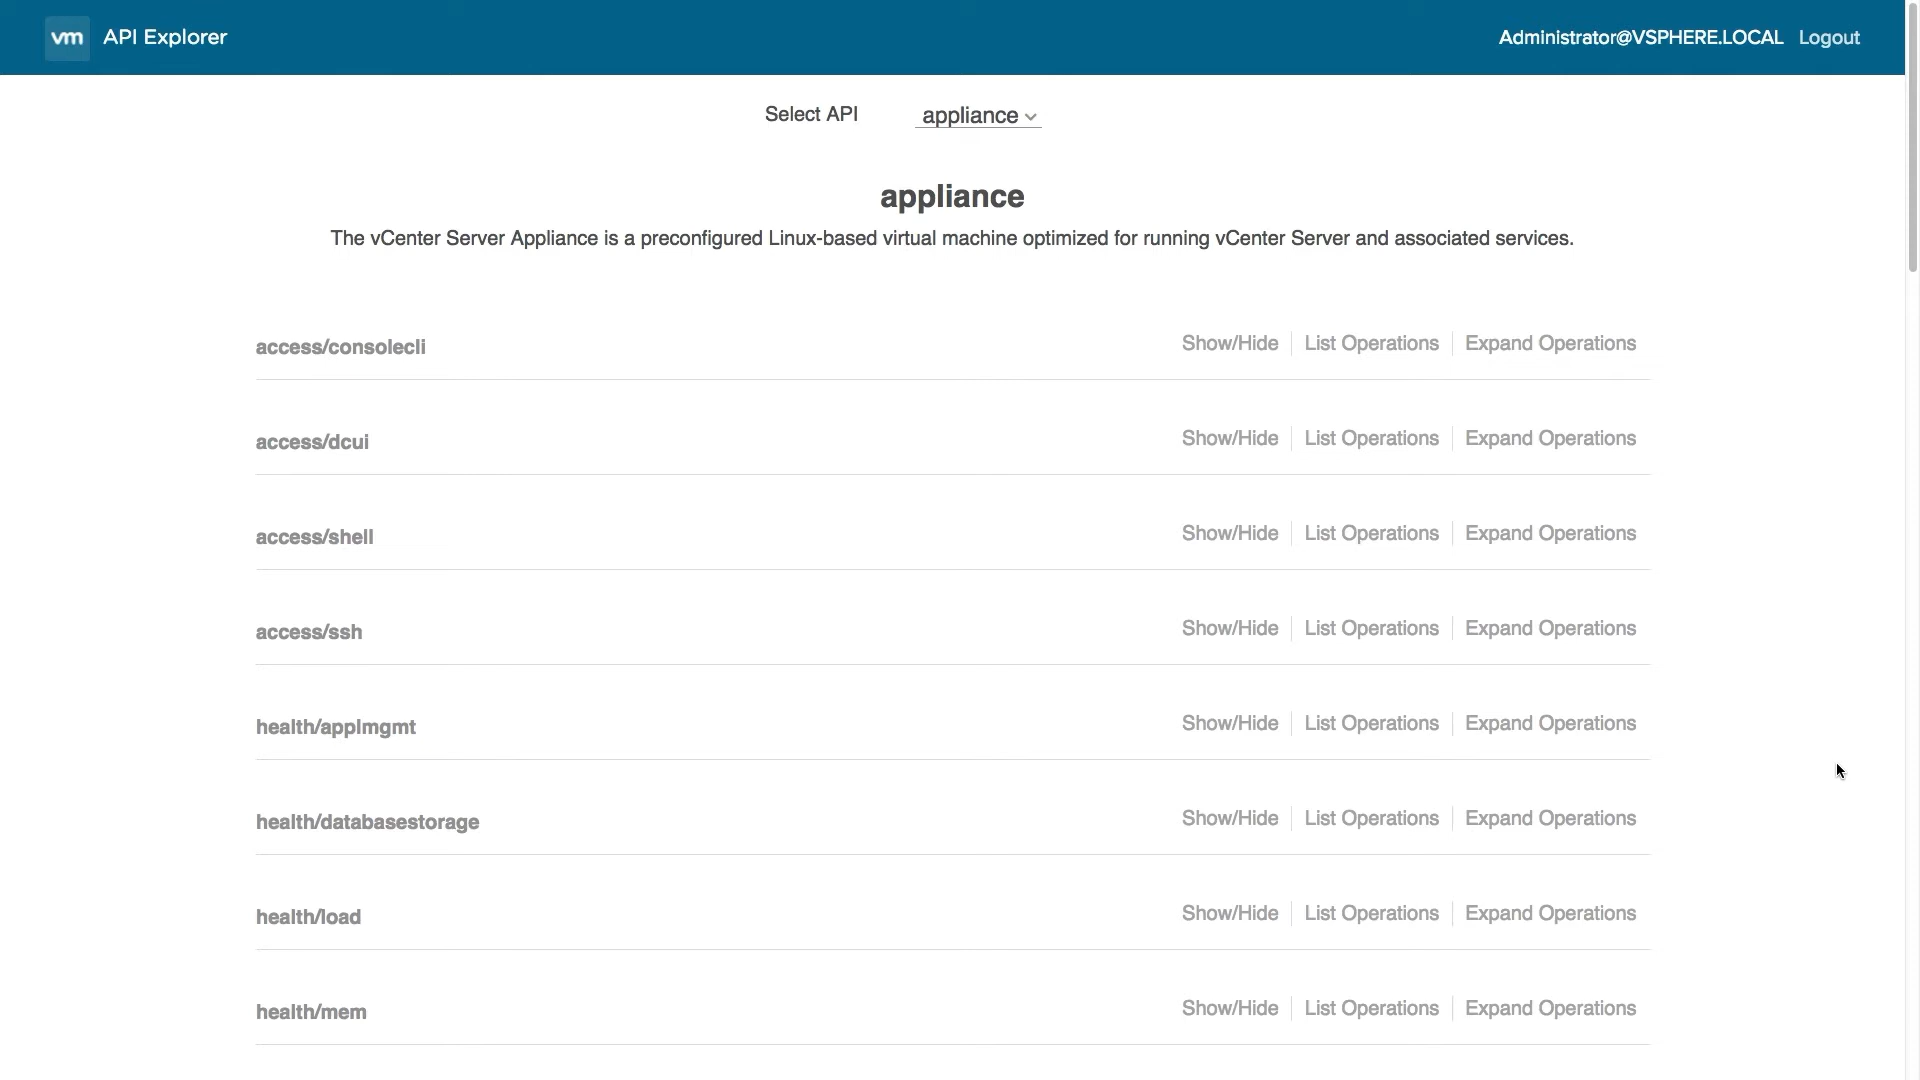 vm API Explorer Administrator@VSPHERE.LOCAL Logout
Select API appliance
appliance
The vCenter Server Appliance is a preconfigured Linux-based virtual machine optimized for running vCenter Server and associated services.
access/consolecli Show/Hide List Operations Expand Operations
access/dcui Show/Hide List Operations Expand Operations
access/shell Show/Hide List Operations Expand Operations
access/ssh Show/Hide List Operations Expand Operations
health/applmgmt Show/Hide List Operations Expand Operations
health/databasestorage Show/Hide List Operations Expand Operations
health/load Show/Hide List Operations Expand Operations
health/mem Show/Hide List Operations Expand Operations